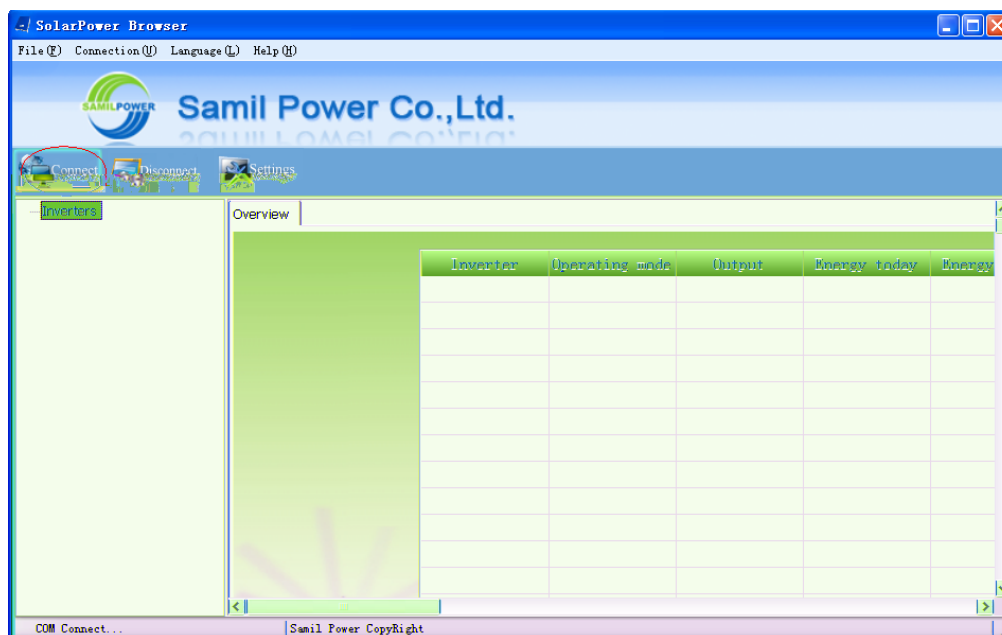 SolarPower Browser
File(F) Connection(U) Language(L) Help(H)
SAMILPOWER
Samil Power Co.,Ltd.
Connect Disconnect Settings
Inverters
Overview
Inverter Operating mode Output Energy today Energy
COM Connect... Samil Power CopyRight